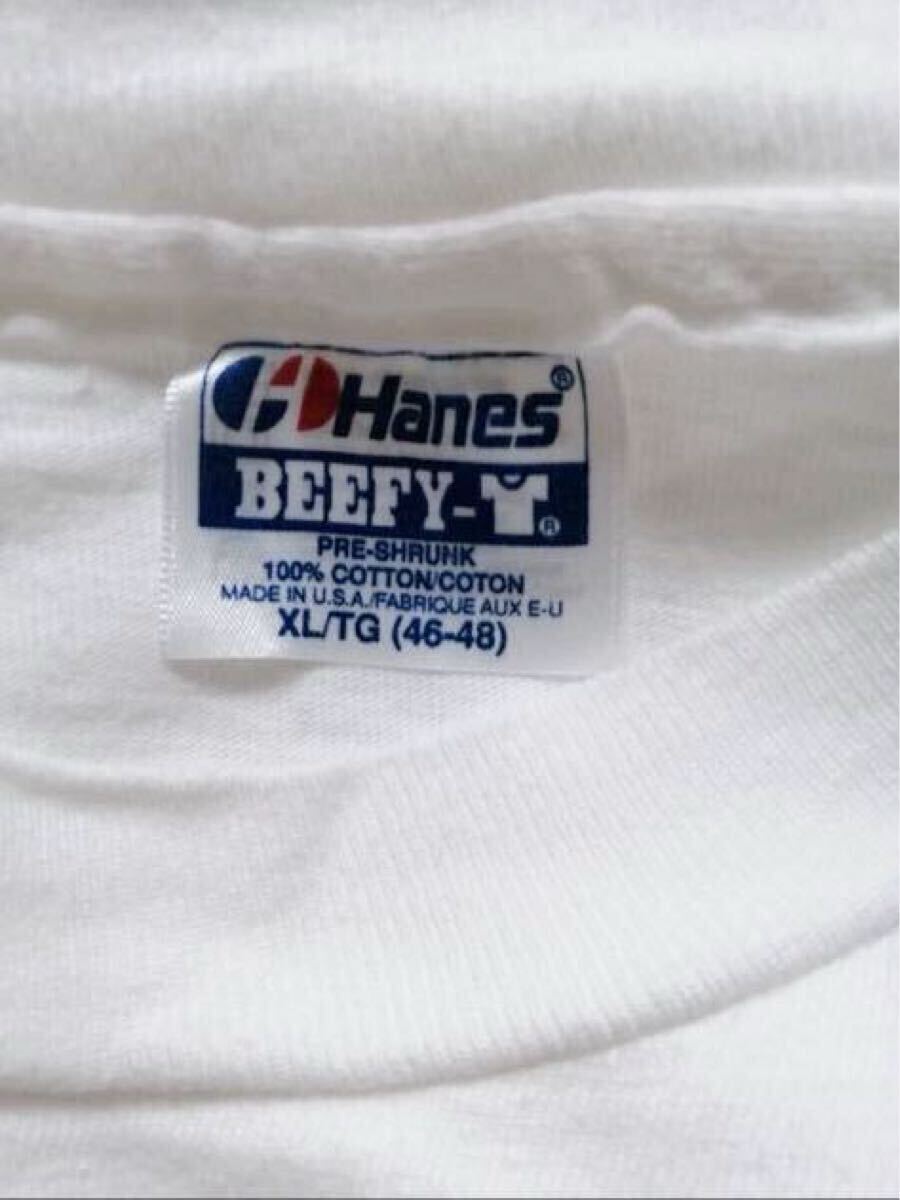 Hanes®
BEEFY-T®
PRE-SHRUNK
100% COTTON/COTON
MADE IN U.S.A./FABRIQUE AUX E-U
XL/TG (46-48)